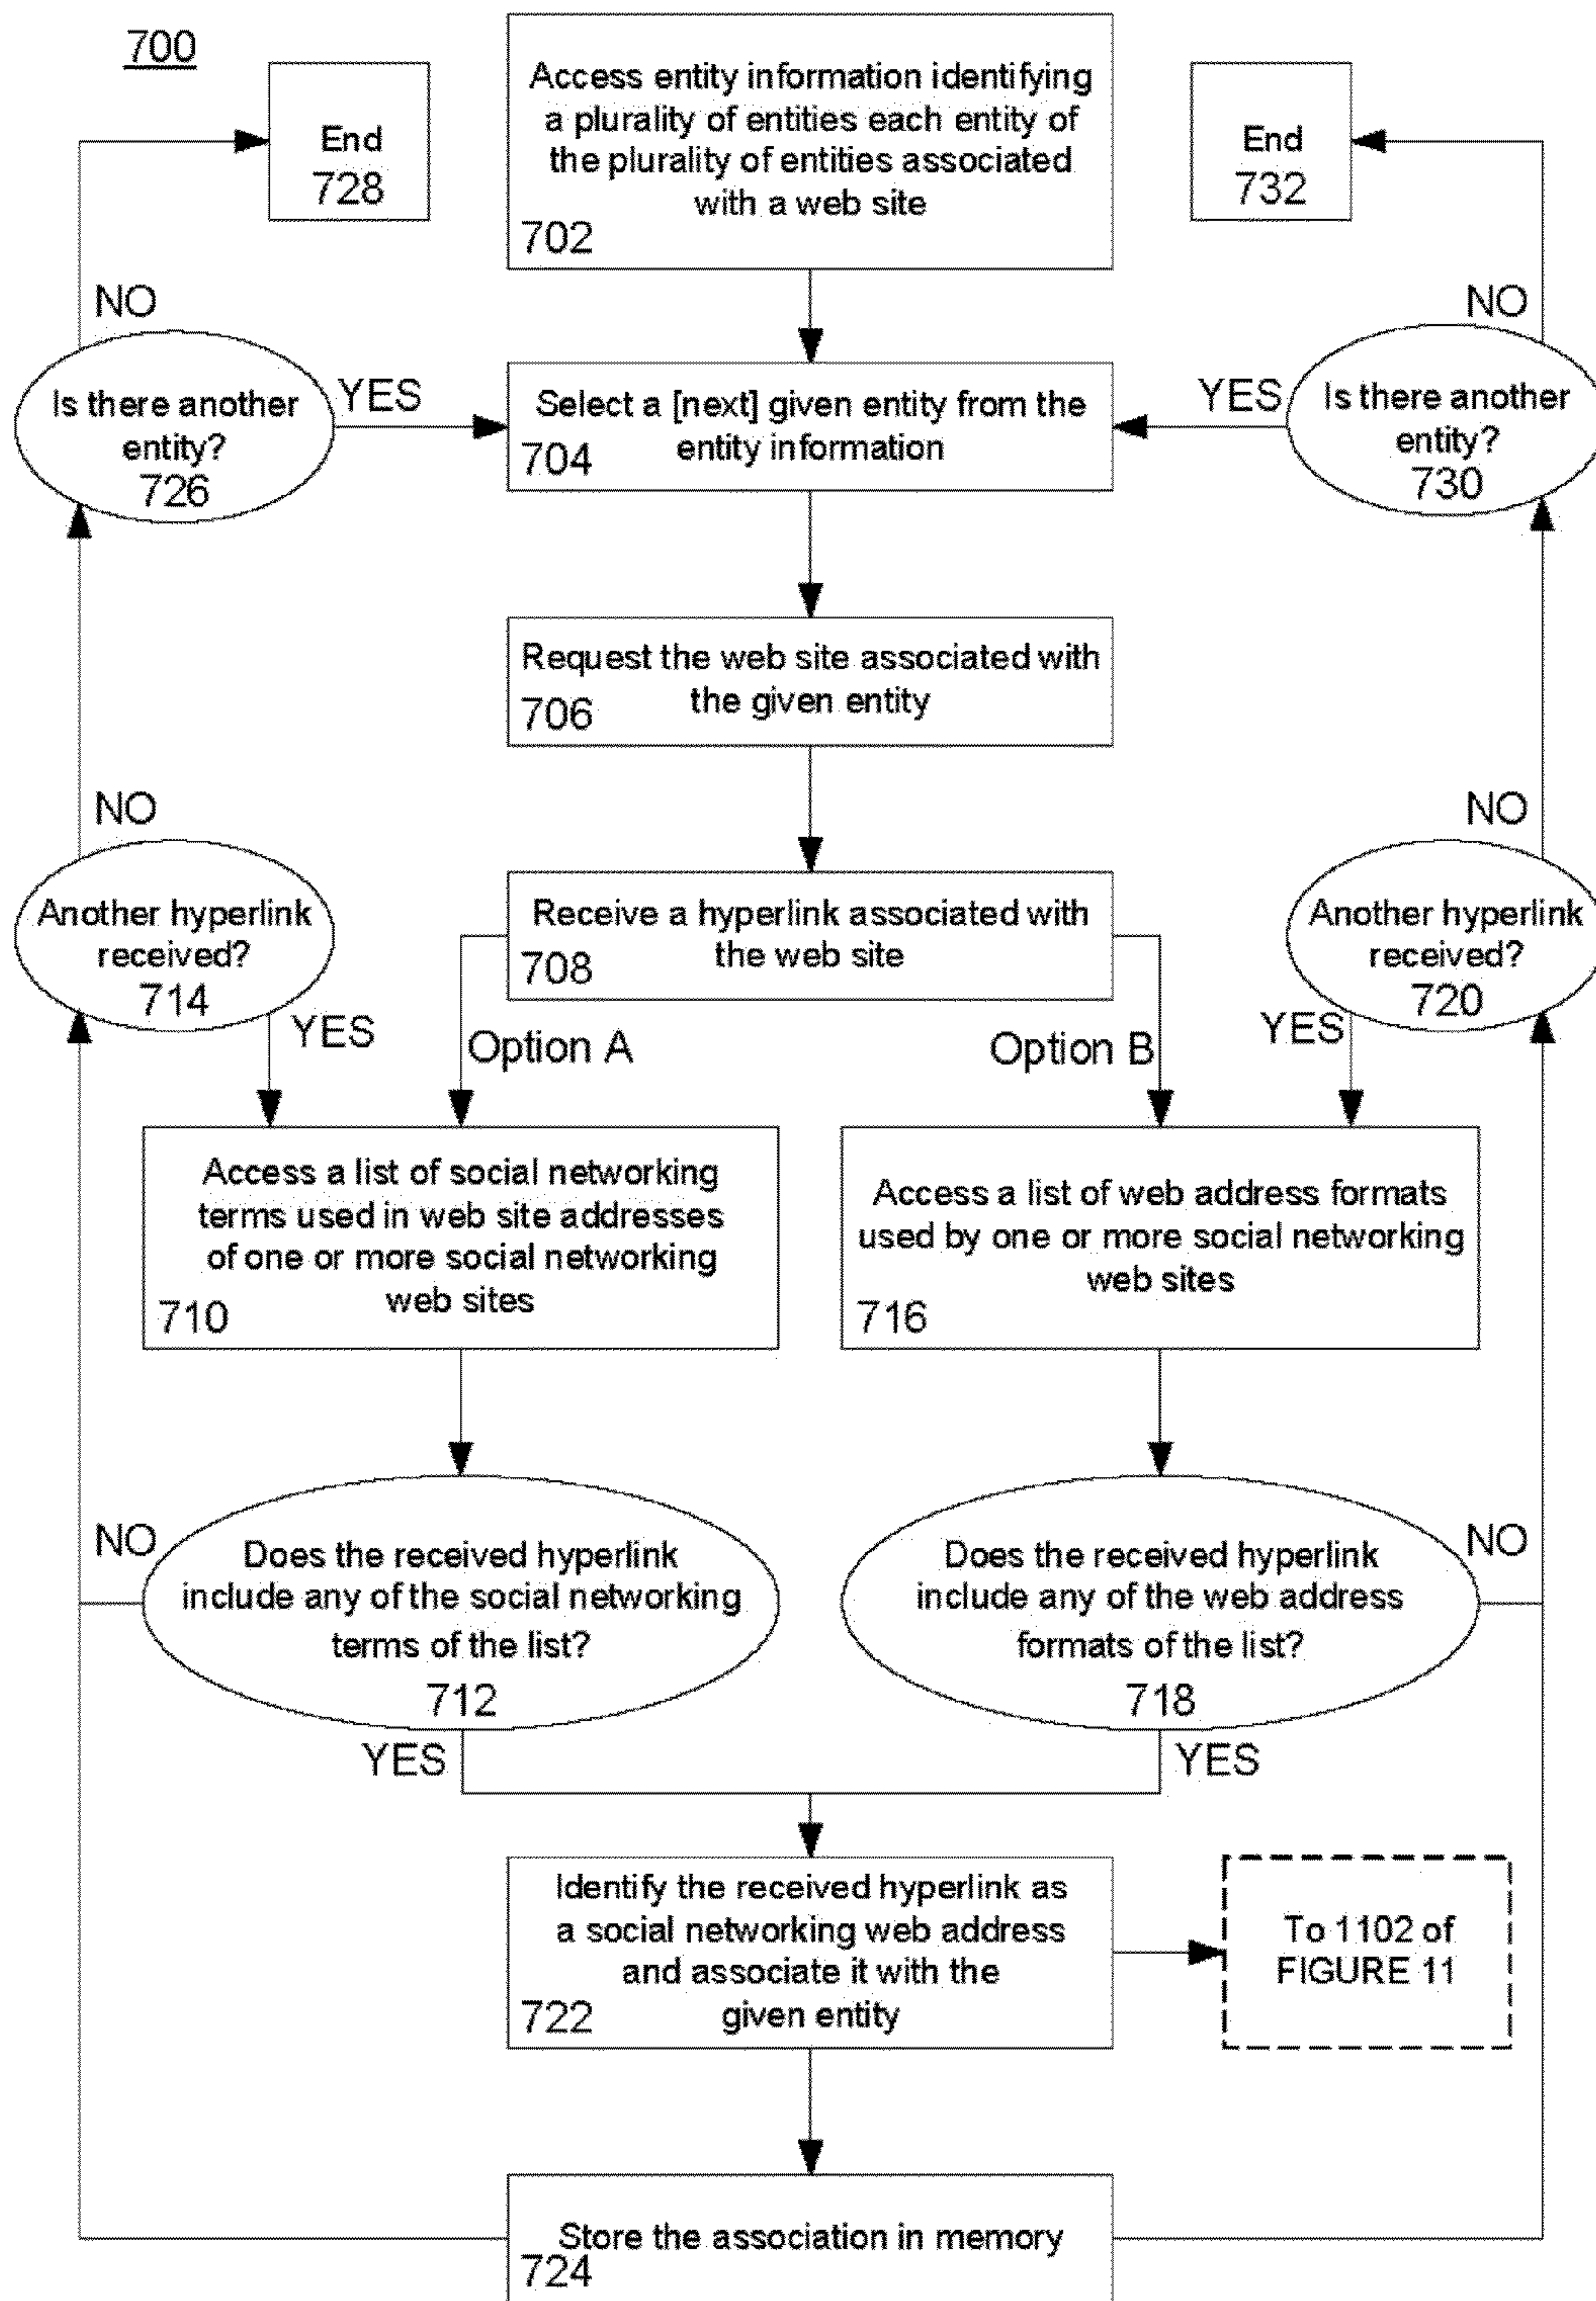 700
Access entity information identifying
a plurality of entities each entity of
the plurality of entities associated
with a web site
702
End
728
End
732
NO
NO
Is there another
entity?
726
YES
Select a [next] given entity from the
entity information
704
YES
Is there another
entity?
730
Request the web site associated with
the given entity
706
NO
NO
Another hyperlink
received?
714
YES
Receive a hyperlink associated with
the web site
708
Another hyperlink
received?
720
YES
Option A
Option B
Access a list of social networking
terms used in web site addresses
of one or more social networking
web sites
710
Access a list of web address formats
used by one or more social networking
web sites
716
NO
Does the received hyperlink
include any of the social networking
terms of the list?
712
YES
Does the received hyperlink
include any of the web address
formats of the list?
718
NO
YES
Identify the received hyperlink as
a social networking web address
and associate it with the
given entity
722
To 1102 of
FIGURE 11
Store the association in memory
724